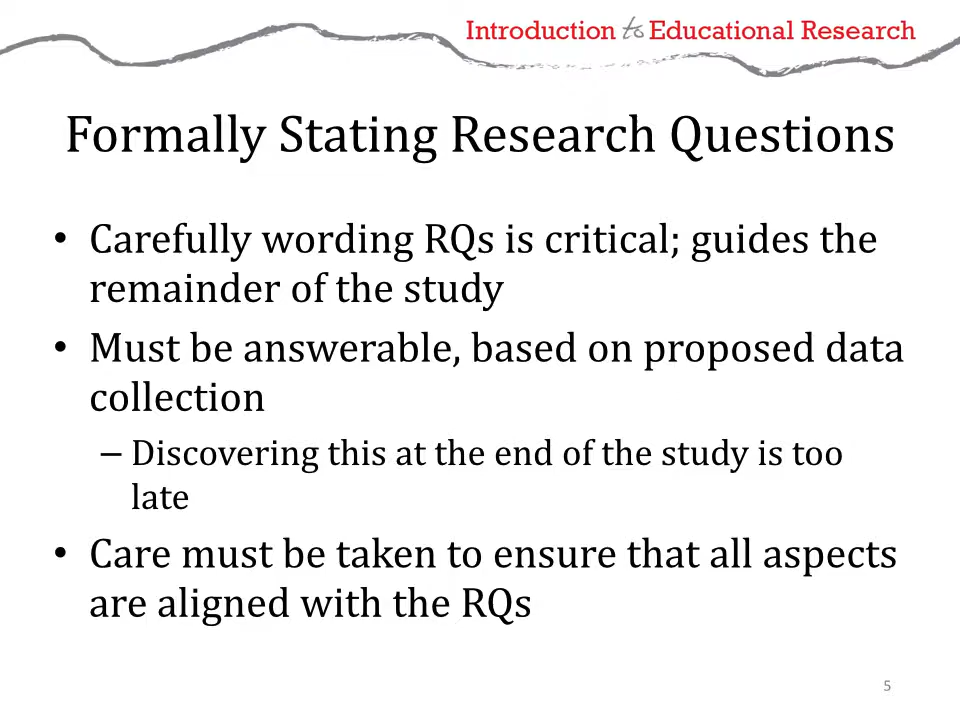 Introduction to Educational Research
Formally Stating Research Questions
• Carefully wording RQs is critical; guides the
remainder of the study
• Must be answerable, based on proposed data
collection
– Discovering this at the end of the study is too
late
• Care must be taken to ensure that all aspects
are aligned with the RQs
5